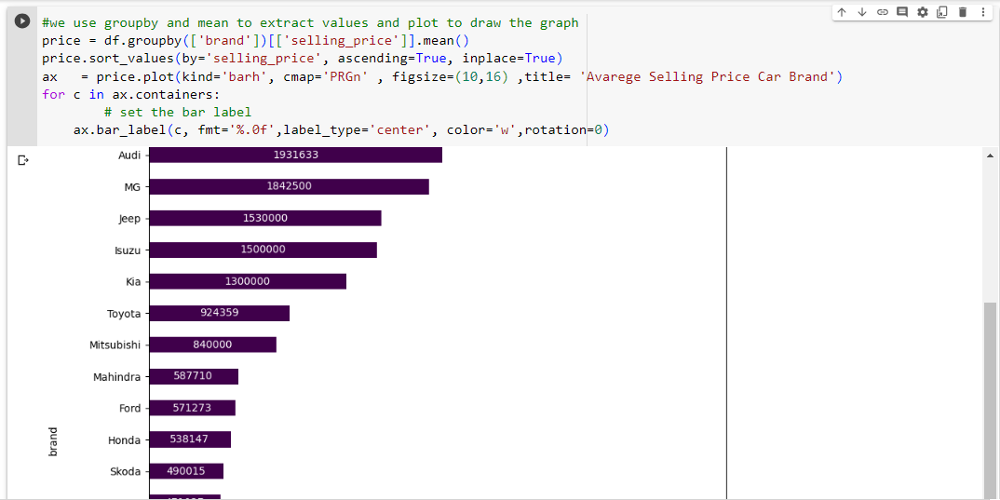 #we use groupby and mean to extract values and plot to draw the graph
price = df.groupby(['brand'])[['selling_price']].mean()
price.sort_values(by='selling_price', ascending=True, inplace=True)
ax   = price.plot(kind='barh', cmap='PRGn' , figsize=(10,16) ,title= 'Avarege Selling Price Car Brand')
for c in ax.containers:
        # set the bar label
    ax.bar_label(c, fmt='%.0f',label_type='center', color='w',rotation=0)
Audi 1931633
MG 1842500
Jeep 1530000
Isuzu 1500000
Kia 1300000
Toyota 924359
Mitsubishi 840000
Mahindra 587710
Ford 571273
Honda 538147
brand
Skoda 490015